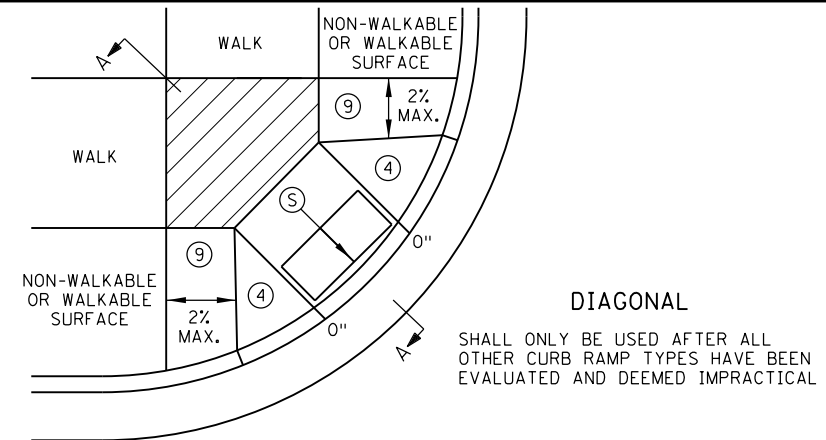 WALK
NON-WALKABLE
OR WALKABLE
SURFACE
A
9
2%
MAX.
WALK
4
S
0"
9
NON-WALKABLE
OR WALKABLE
SURFACE
4
2%
MAX.
0"
A
DIAGONAL
SHALL ONLY BE USED AFTER ALL
OTHER CURB RAMP TYPES HAVE BEEN
EVALUATED AND DEEMED IMPRACTICAL